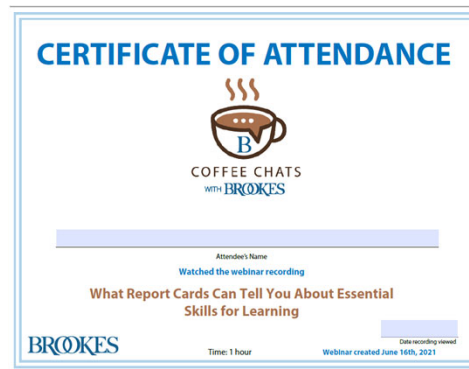 CERTIFICATE OF ATTENDANCE
B
COFFEE CHATS
WITH BROOKES
Attendee's Name
Watched the webinar recording
What Report Cards Can Tell You About Essential
Skills for Learning
Date recording viewed
BROOKES
Time: 1 hour
Webinar created June 16th, 2021